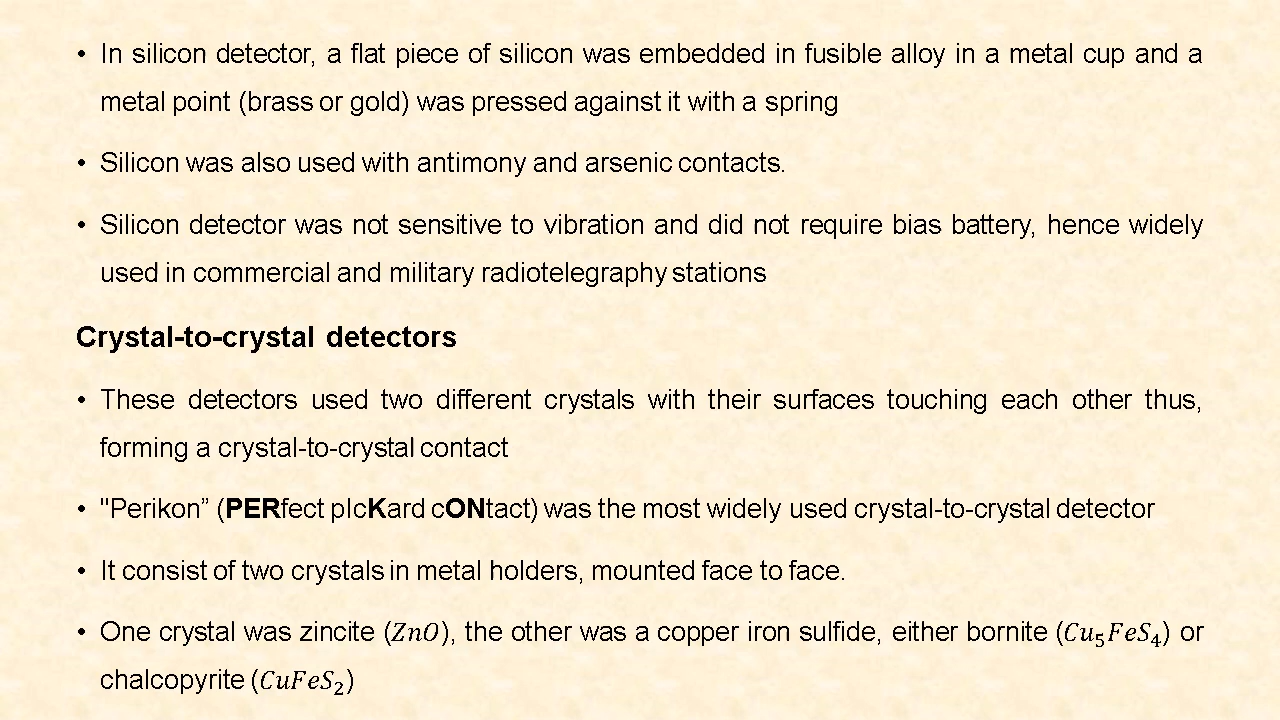 • In silicon detector, a flat piece of silicon was embedded in fusible alloy in a metal cup and a
metal point (brass or gold) was pressed against it with a spring
• Silicon was also used with antimony and arsenic contacts.
• Silicon detector was not sensitive to vibration and did not require bias battery, hence widely
used in commercial and military radiotelegraphy stations
Crystal-to-crystal detectors
• These detectors used two different crystals with their surfaces touching each other thus,
forming a crystal-to-crystal contact
• "Perikon” (PERfect pIcKard cONtact) was the most widely used crystal-to-crystal detector
• It consist of two crystals in metal holders, mounted face to face.
• One crystal was zincite (ZnO), the other was a copper iron sulfide, either bornite (Cu₅FeS₄) or
chalcopyrite (CuFeS₂)